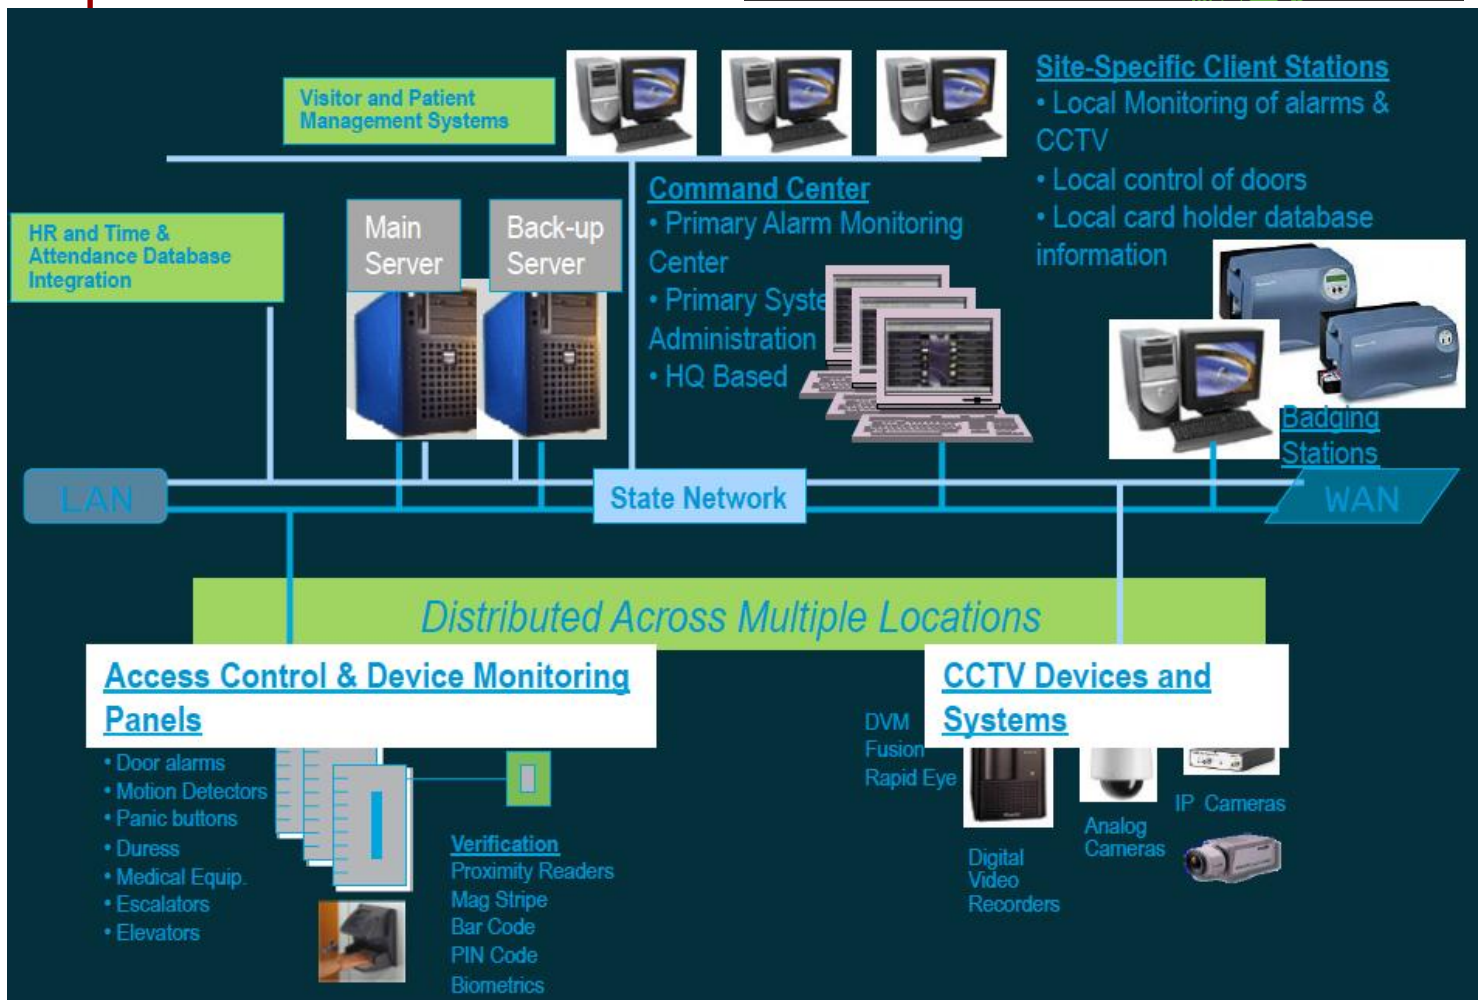 Visitor and Patient
Management Systems
HR and Time &
Attendance Database
Integration
Main
Server
Back-up
Server
Command Center
• Primary Alarm Monitoring
Center
• Primary Syste
Administration
• HQ Based
Site-Specific Client Stations
• Local Monitoring of alarms &
CCTV
• Local control of doors
• Local card holder database
information
Badging
Stations
LAN
State Network
WAN
Distributed Across Multiple Locations
Access Control & Device Monitoring
Panels
• Door alarms
• Motion Detectors
• Panic buttons
• Duress
• Medical Equip.
• Escalators
• Elevators
Verification
Proximity Readers
Mag Stripe
Bar Code
PIN Code
Biometrics
CCTV Devices and
Systems
DVM
Fusion
Rapid Eye
Digital
Video
Recorders
Analog
Cameras
IP Cameras